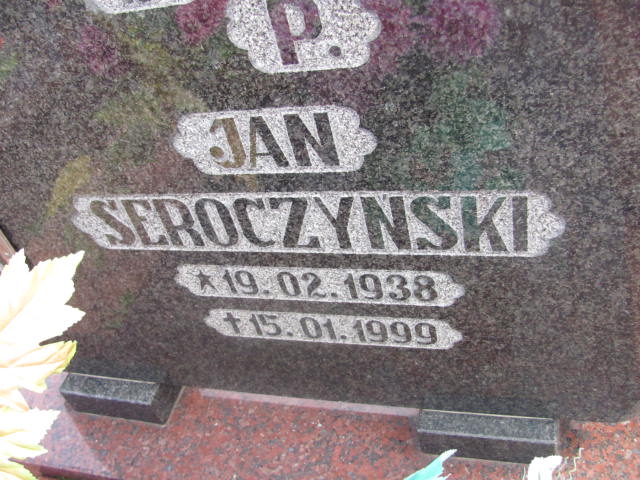 P.
JAN
SEROCZYNSKI
★19.02.1938
✝15.01.1999